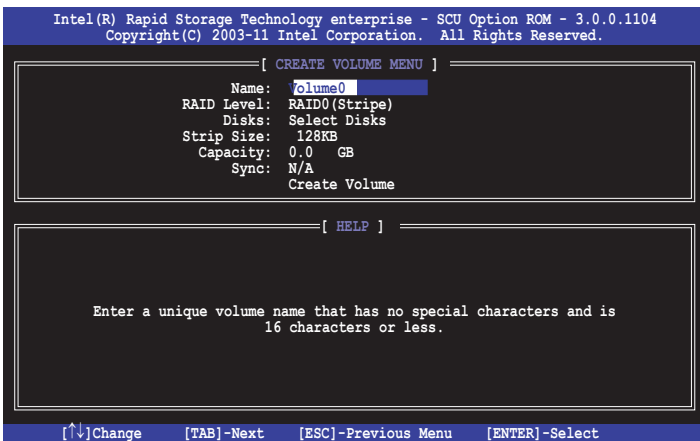 Intel(R) Rapid Storage Technology enterprise - SCU Option ROM - 3.0.0.1104
Copyright(C) 2003-11 Intel Corporation. All Rights Reserved.
[ CREATE VOLUME MENU ]
Name: Volume0
RAID Level: RAID0(Stripe)
Disks: Select Disks
Strip Size: 128KB
Capacity: 0.0 GB
Sync: N/A
Create Volume
[ HELP ]
Enter a unique volume name that has no special characters and is
16 characters or less.
[↑↓]Change [TAB]-Next [ESC]-Previous Menu [ENTER]-Select